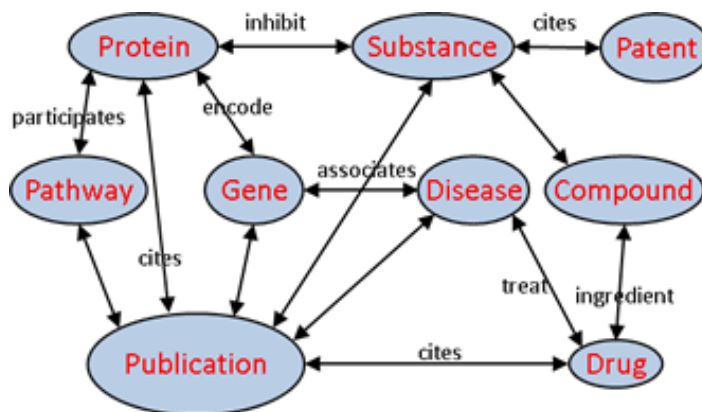 inhibit
cites
Protein
Substance
Patent
participates
encode
associates
Pathway
Gene
Disease
Compound
cites
treat
ingredient
Publication
cites
Drug